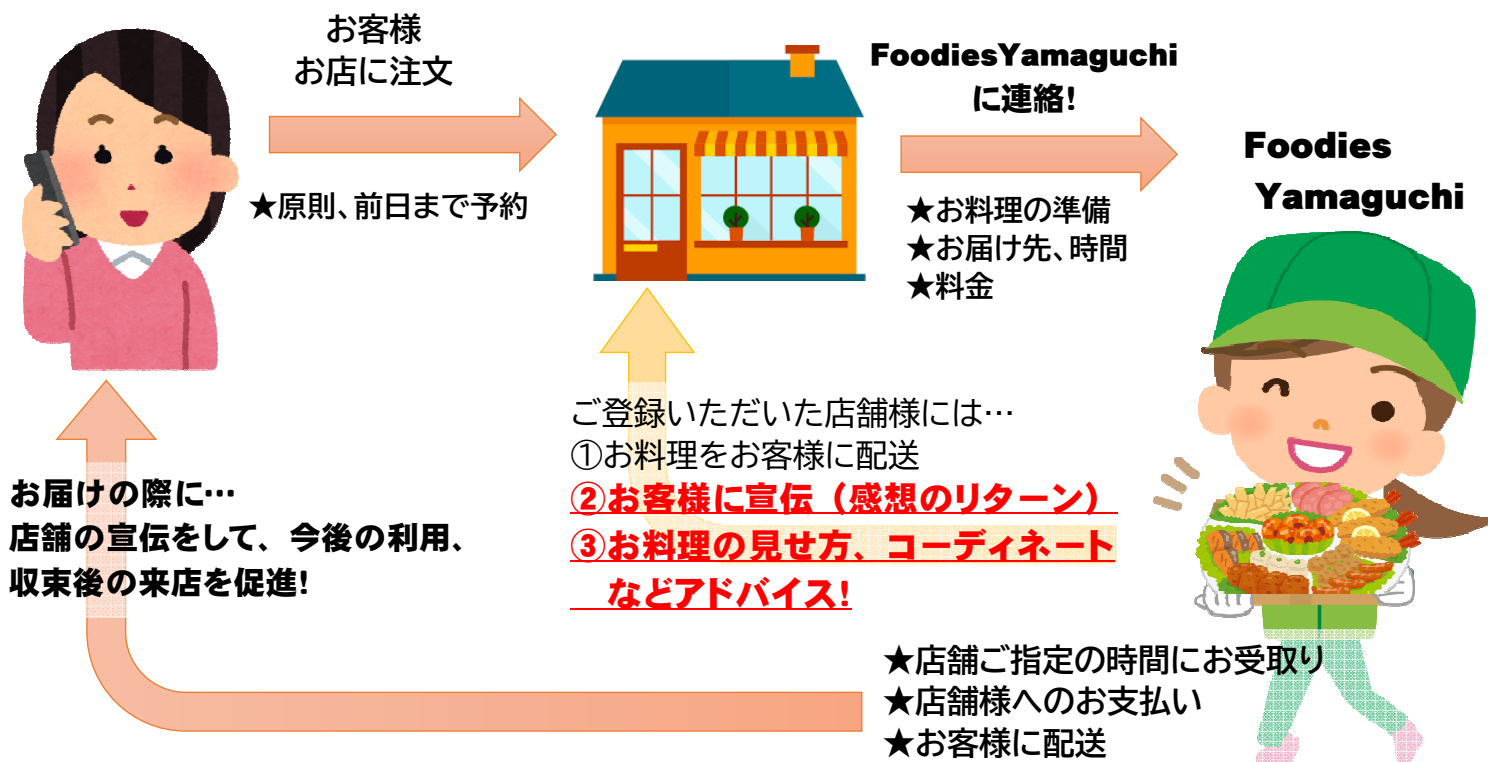 お客様
お店に注文
★原則、前日まで予約
FoodiesYamaguchi
に連絡!
★お料理の準備
★お届け先、時間
★料金
Foodies
Yamaguchi
ご登録いただいた店舗様には…
①お料理をお客様に配送
②お客様に宣伝（感想のリターン）
③お料理の見せ方、コーディネート
などアドバイス!
お届けの際に…
店舗の宣伝をして、今後の利用、
収束後の来店を促進!
★店舗ご指定の時間にお受取り
★店舗様へのお支払い
★お客様に配送